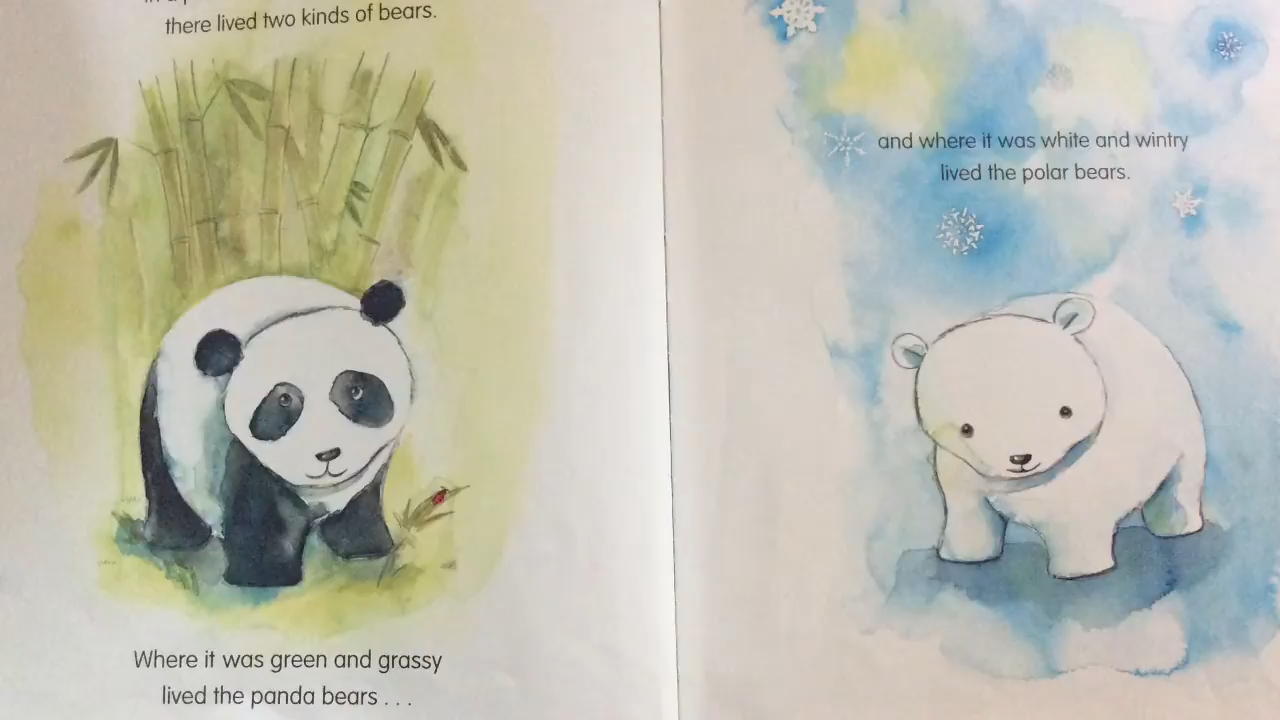 there lived two kinds of bears.
Where it was green and grassy
lived the panda bears . . .
and where it was white and wintry
lived the polar bears.